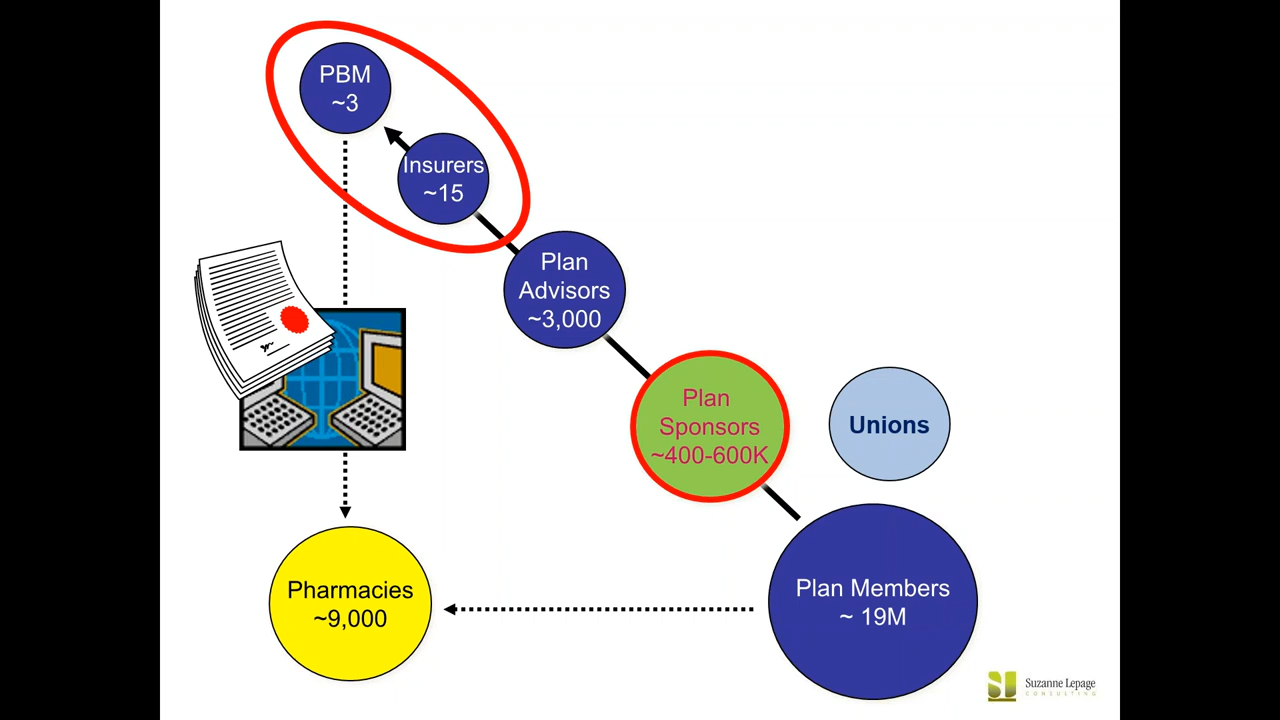 PBM
~3
Insurers
~15
Plan
Advisors
~3,000
Plan
Sponsors
~400-600K
Unions
Plan Members
~ 19M
Pharmacies
~9,000
Suzanne Lepage
CONSULTING